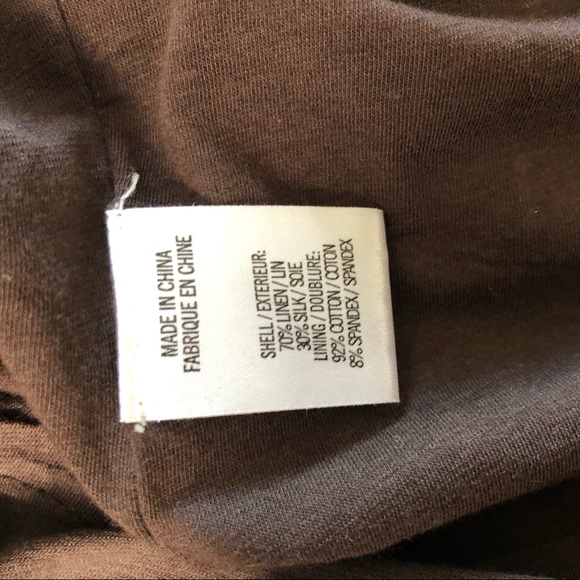 MADE IN CHINA
FABRIQUE EN CHINE
SHELL / EXTERIEUR:
70% LINEN / LIN
30% SILK / SOIE
LINING / DOUBLURE:
92% COTTON / COTON
8% SPANDEX / SPANDEX